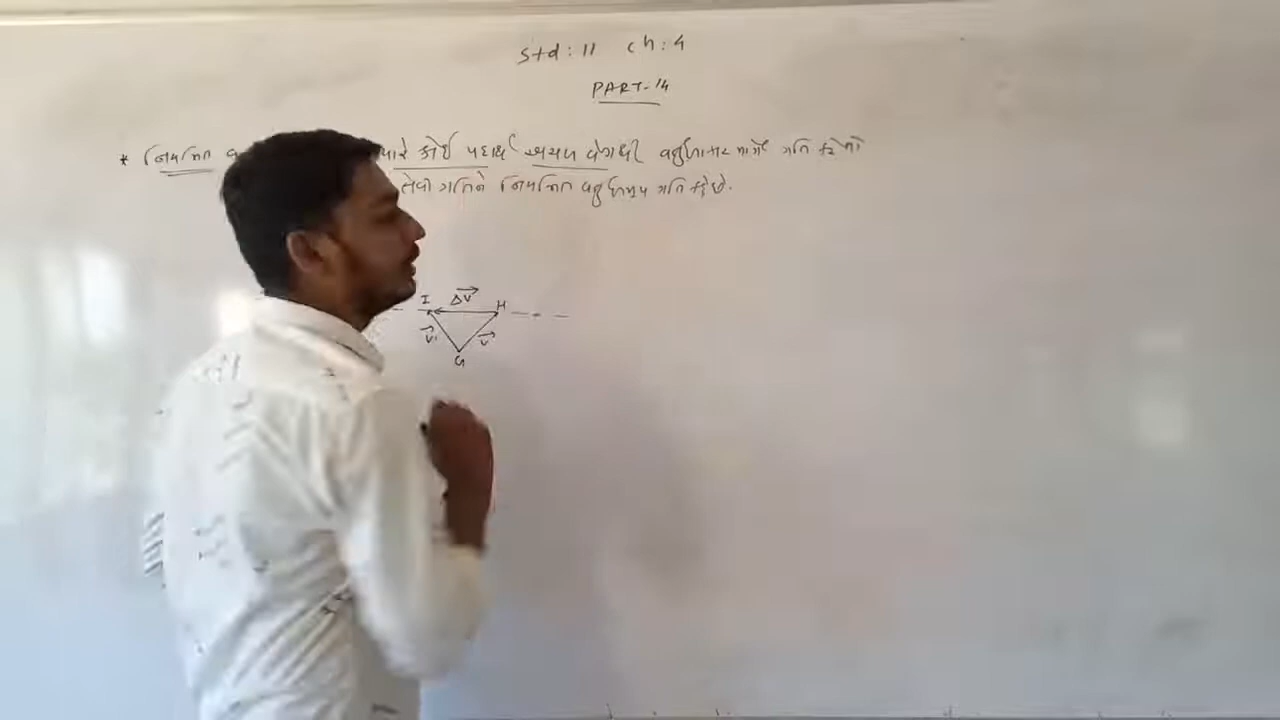 Std: 11 Ch: 4
PART-14
* નિયમિત કોઈ પદાર્થ અચળ વેગથી વર્તુળાકાર માર્ગે ગતિ કરે તો
તેવી ગતિને નિયમિત વર્તુળમય ગતિ કહે છે.
I Δv H
v' v
G